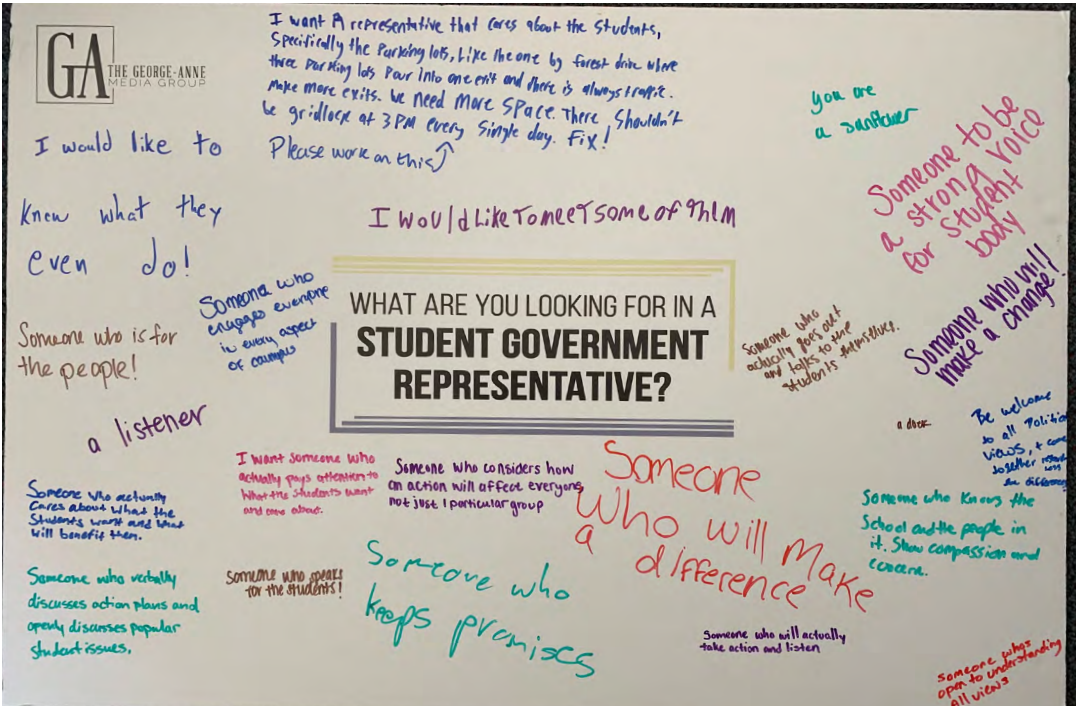 GA THE GEORGE-ANNE
MEDIA GROUP
I want A representative that cares about the students,
Specifically the parking lots, Like the one by forest drive where
three parking lots pour into one exit and there is always traffic.
Make more exits. We need more space. There Shouldn't
be gridlock at 3 PM every single day. Fix!
Please work on this
you are
a
I would like to
know what they
even do!
I would Like To meeT some of Them
Someone to be
a strong voice
for student
body
Someone who
engages everyone
in every aspect
of campus
WHAT ARE YOU LOOKING FOR IN A
STUDENT GOVERNMENT
REPRESENTATIVE?
Someone who
actually goes out
and talks to the
students themselves.
Someone who will
make a change!
Someone who is for
the people!
a listener
a
Be welcome
to all Politic
views, + come
together
I want someone who
actually pays attention to
what the students want
and care about.
Someone who considers how
an action will affect everyone,
not just 1 particular group
Someone
Who will Make
a difference
Someone who actually
cares about what the
students want and what
will benefit them.
Someone who knows the
School and the people in
it. Show compassion and
concern.
Someone who verbally
discusses action plans and
openly discusses popular
student issues.
Someone who speaks
for the students!
Someone who
keeps promises
Someone who will actually
take action and listen
Someone whos
open to understanding
all views